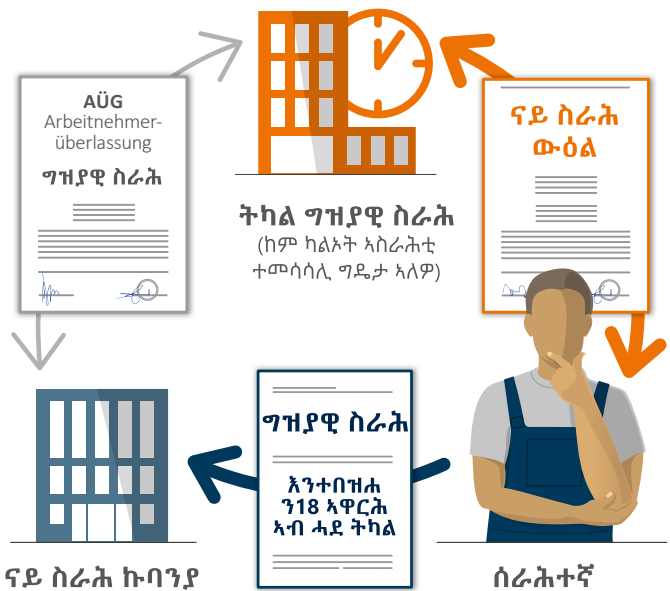 AÜG
Arbeitnehmer-
überlassung
ግዝያዊ ስራሕ
ናይ ስራሕ
ውዕል
ትካል ግዝያዊ ስራሕ
(ከም ካልኦት ኣስራሕቲ
ተመሳሳሊ ግዴታ ኣለዎ)
ግዝያዊ ስራሕ
እንተበዝሐ
ን18 ኣዋርሕ
ኣብ ሓደ ትካል
ናይ ስራሕ ኩባንያ
ሰራሕተኛ